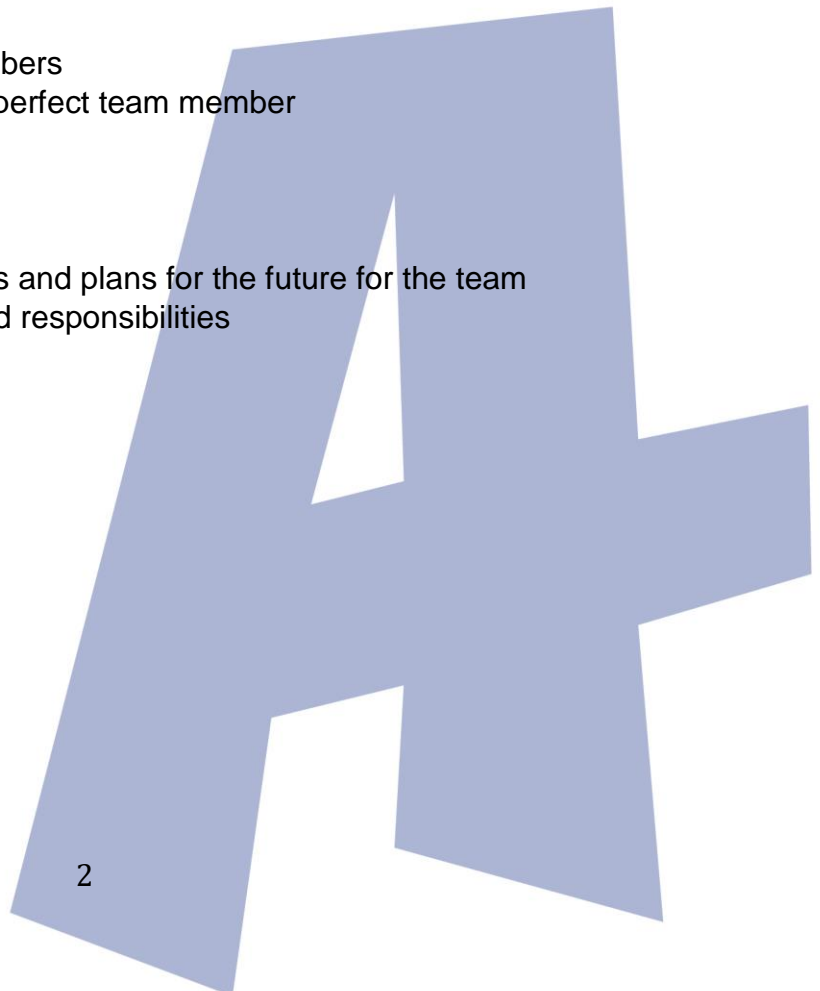 bers
perfect team member
s and plans for the future for the team
d responsibilities
2